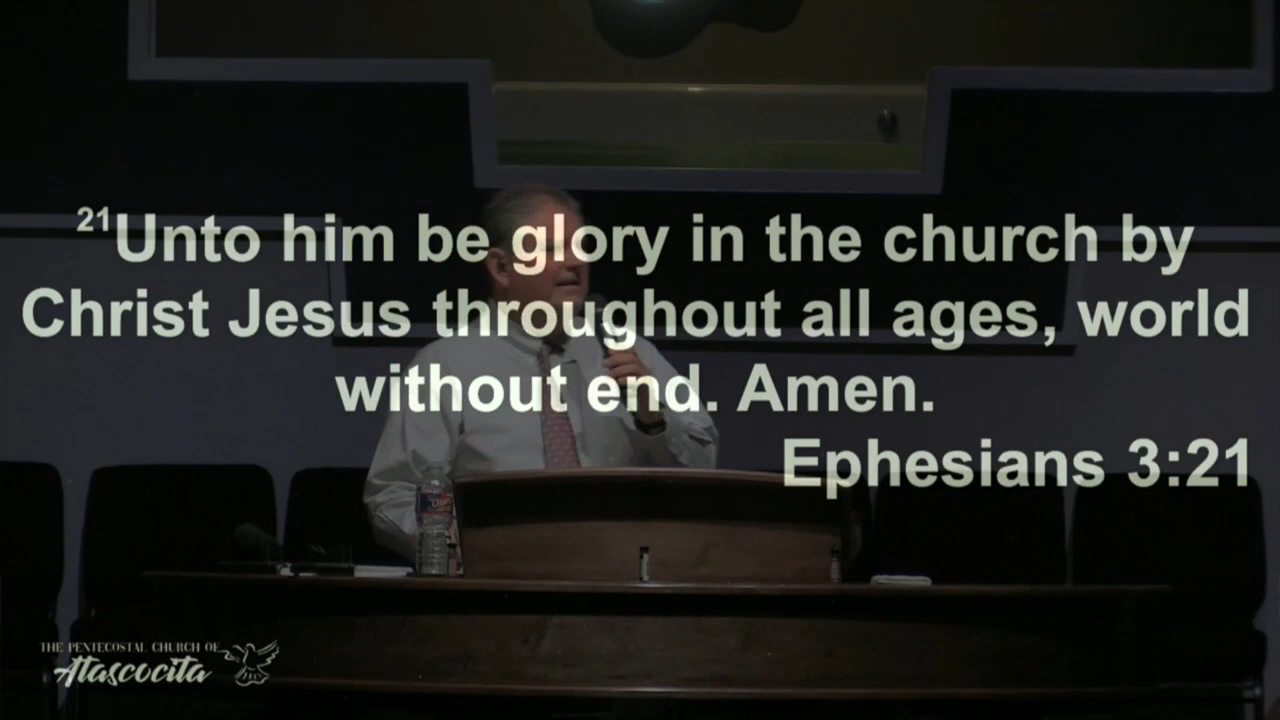 ²¹Unto him be glory in the church by
Christ Jesus throughout all ages, world
without end. Amen.
Ephesians 3:21
THE PENTECOSTAL CHURCH OF
Atascocita